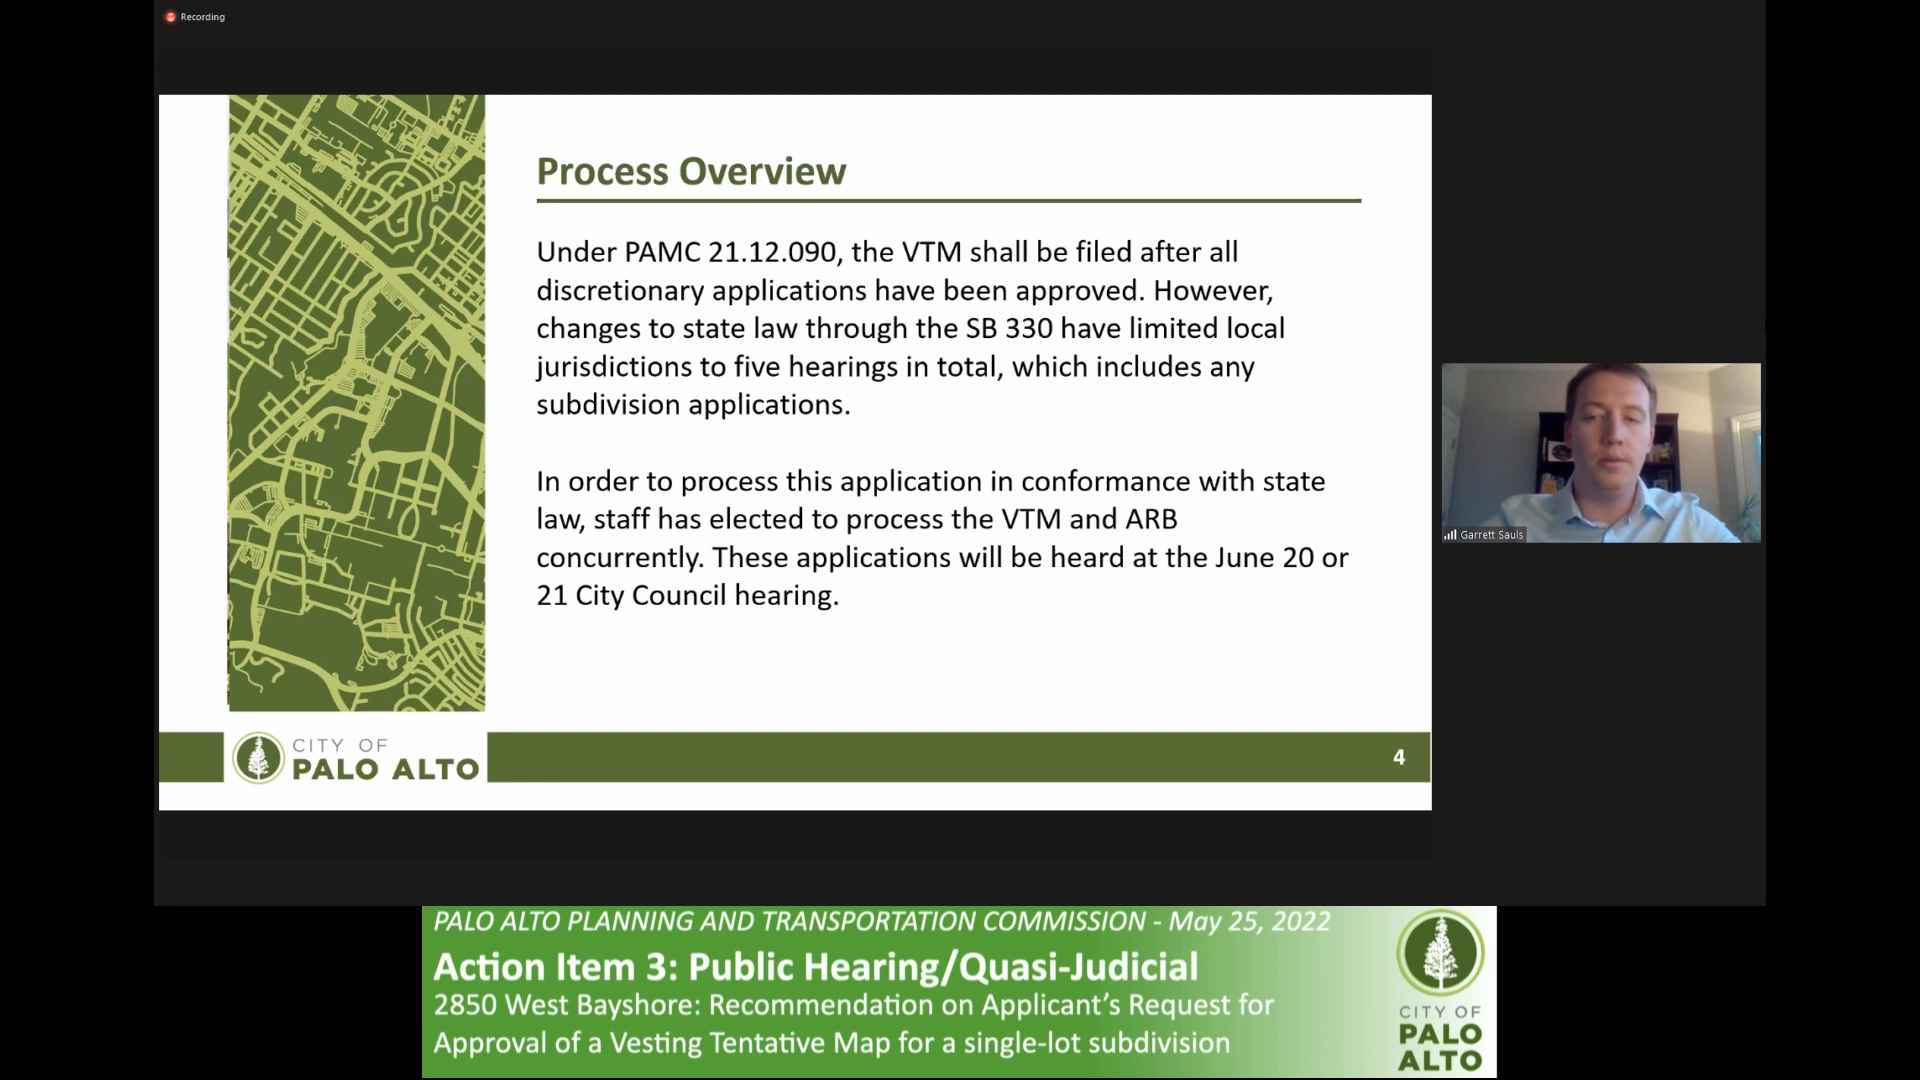 Recording
Process Overview
Under PAMC 21.12.090, the VTM shall be filed after all
discretionary applications have been approved. However,
changes to state law through the SB 330 have limited local
jurisdictions to five hearings in total, which includes any
subdivision applications.
In order to process this application in conformance with state
law, staff has elected to process the VTM and ARB
concurrently. These applications will be heard at the June 20 or
21 City Council hearing.
CITY OF
PALO ALTO
4
Garrett Sauls
PALO ALTO PLANNING AND TRANSPORTATION COMMISSION - May 25, 2022
Action Item 3: Public Hearing/Quasi-Judicial
2850 West Bayshore: Recommendation on Applicant’s Request for
Approval of a Vesting Tentative Map for a single-lot subdivision
CITY OF
PALO
ALTO